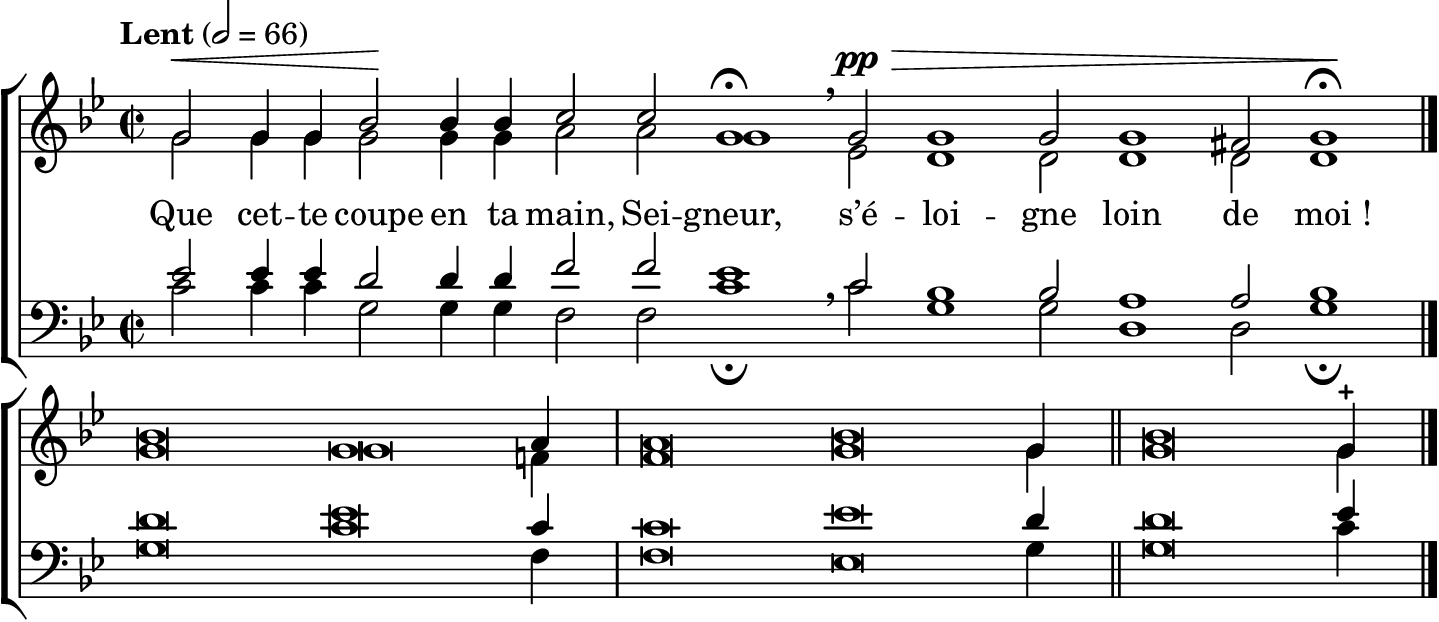 Lent (𝅗𝅥 = 66)
pp
Que cet -- te coupe en ta main, Sei -- gneur, s’é -- loi -- gne loin de moi !